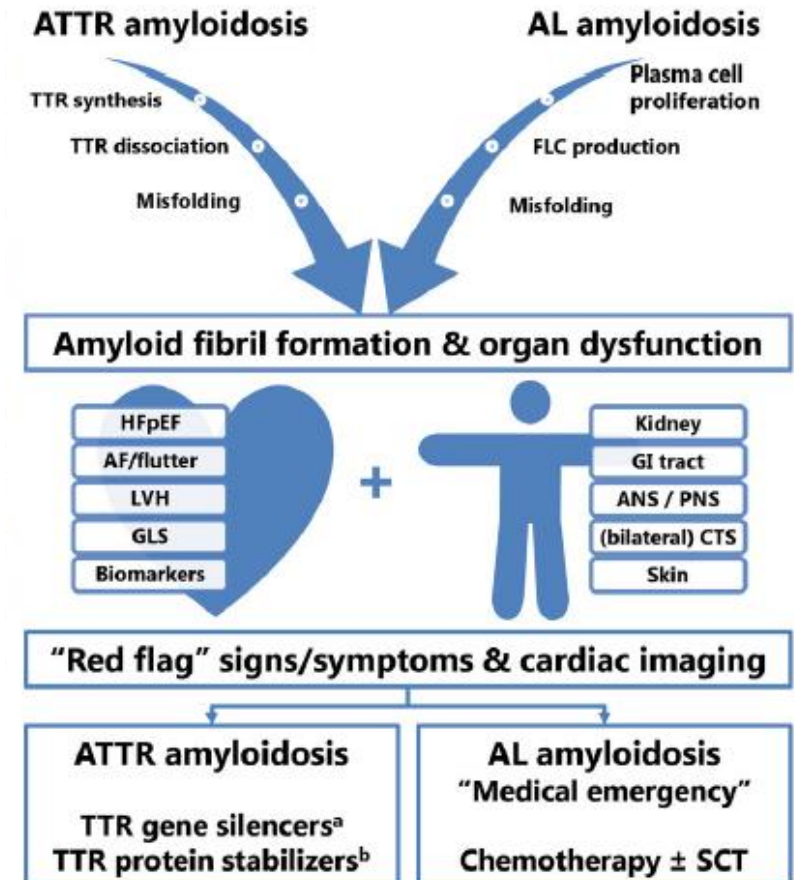 ATTR amyloidosis
AL amyloidosis
TTR synthesis
TTR dissociation
Misfolding
Plasma cell
proliferation
FLC production
Misfolding
Amyloid fibril formation & organ dysfunction
HFpEF
AF/flutter
LVH
GLS
Biomarkers
+
Kidney
GI tract
ANS / PNS
(bilateral) CTS
Skin
“Red flag” signs/symptoms & cardiac imaging
ATTR amyloidosis
TTR gene silencersᵃ
TTR protein stabilizersᵇ
AL amyloidosis
“Medical emergency”
Chemotherapy ± SCT